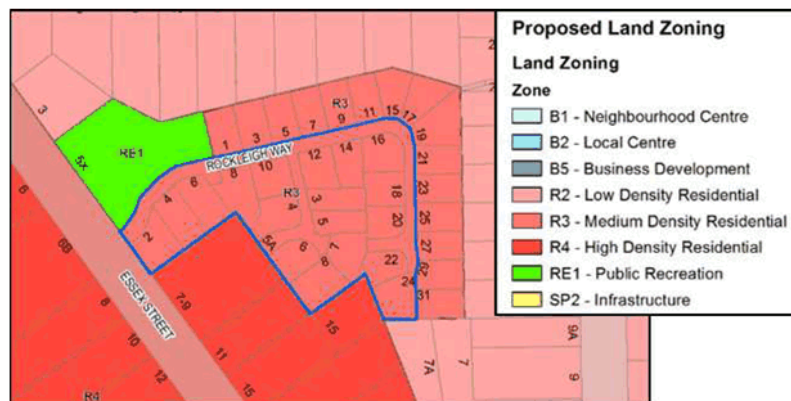 Proposed Land Zoning
Land Zoning
Zone
B1 - Neighbourhood Centre
B2 - Local Centre
B5 - Business Development
R2 - Low Density Residential
R3 - Medium Density Residential
R4 - High Density Residential
RE1 - Public Recreation
SP2 - Infrastructure
3
5X
RE1
R3
1
3
5
7
9
11
15
17
19
21
23
25
27
29
31
ROCKLEIGH WAY
2
4
6
8
10
12
14
16
18
20
22
24
R3
4
3
5
7
5A
6
8
ESSEX STREET
6
6B
8
10
12
7-9
11
15
15
R4
7A
7
9A
9
2